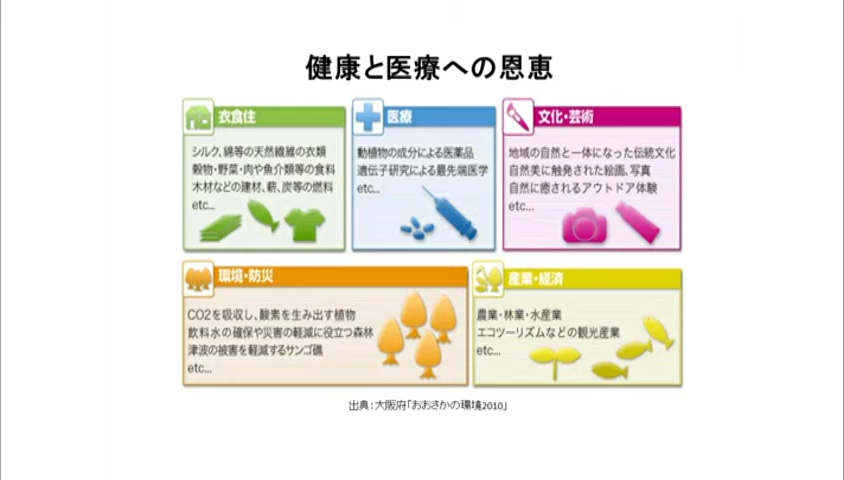 健康と医療への恩恵
衣食住
シルク、綿等の天然繊維の衣類
穀物・野菜・肉や魚介類等の食料
木材などの建材、薪、炭等の燃料
etc...
医療
動植物の成分による医薬品
遺伝子研究による最先端医学
etc...
文化・芸術
地域の自然と一体になった伝統文化
自然美に触発された絵画、写真
自然に癒されるアウトドア体験
etc...
環境・防災
CO2を吸収し、酸素を生み出す植物
飲料水の確保や災害の軽減に役立つ森林
津波の被害を軽減するサンゴ礁
etc...
産業・経済
農業・林業・水産業
エコツーリズムなどの観光産業
etc...
出典：大阪府「おおさかの環境2010」